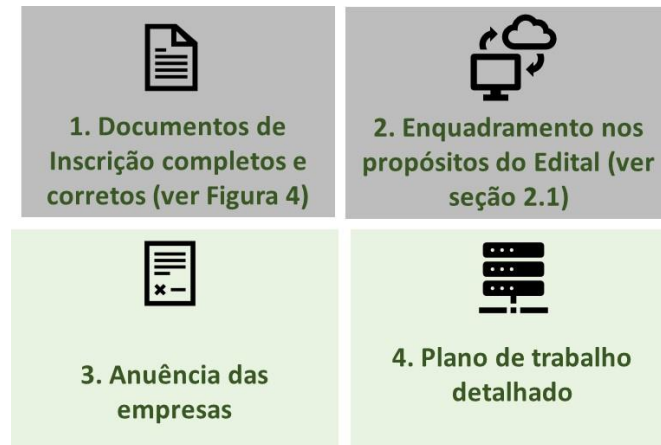 1. Documentos de
Inscrição completos e
corretos (ver Figura 4)
2. Enquadramento nos
propósitos do Edital (ver
seção 2.1)
3. Anuência das
empresas
4. Plano de trabalho
detalhado